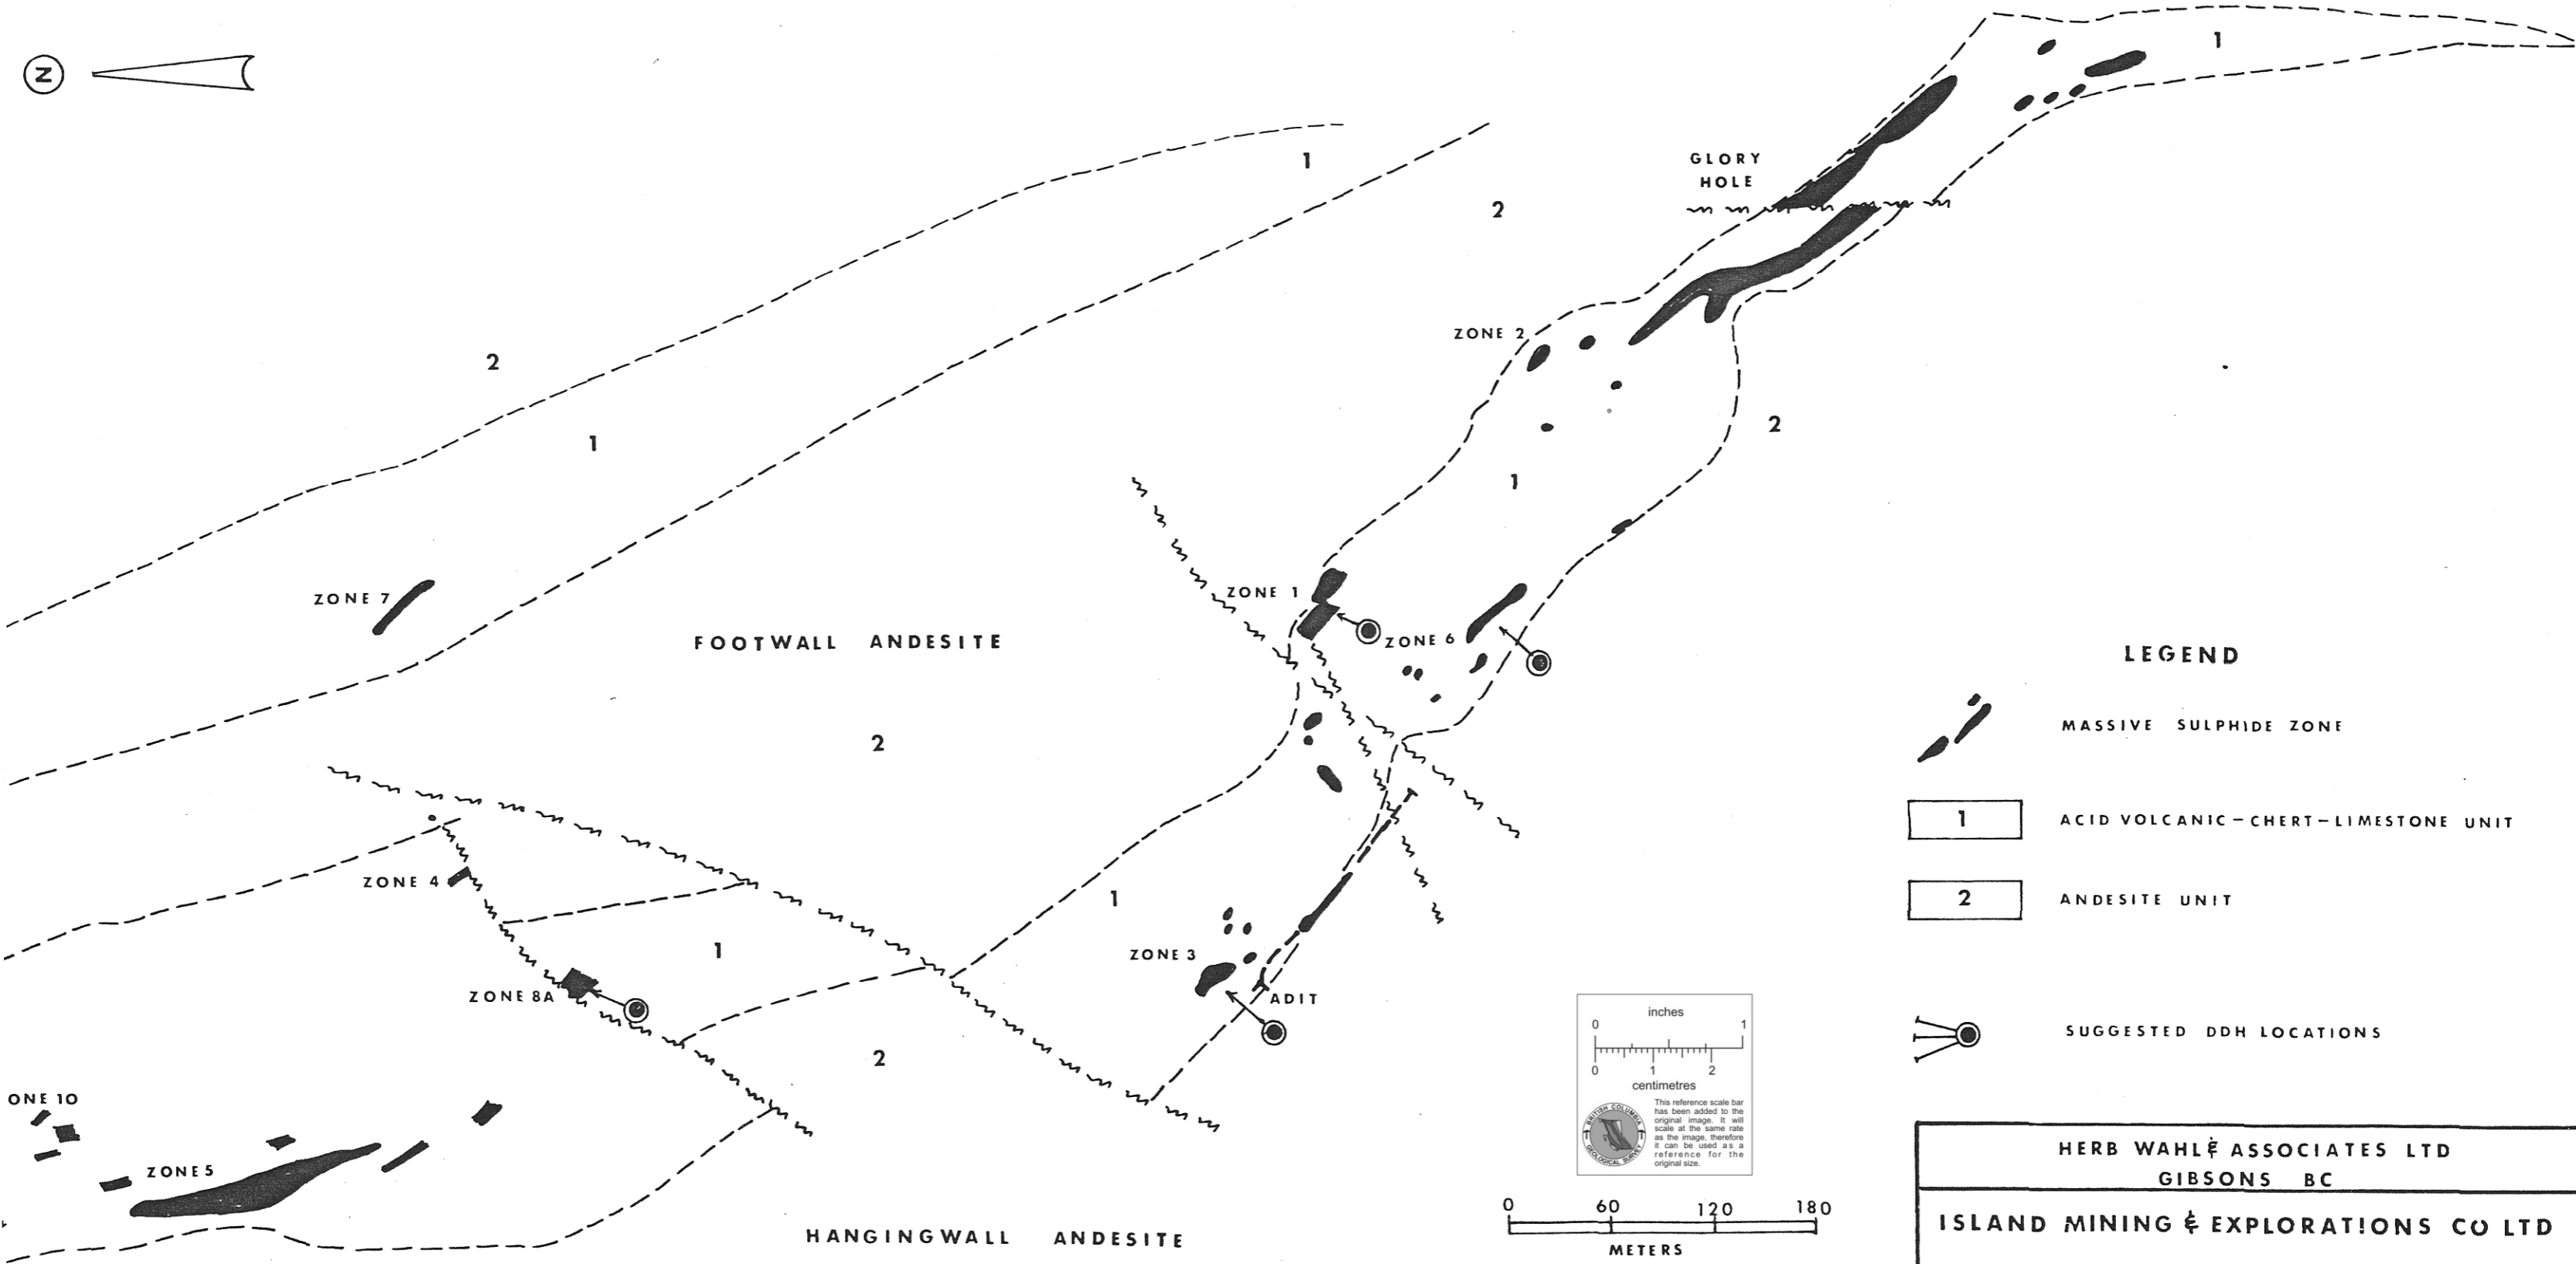 N
1
1
GLORY
HOLE
2
ZONE 2
2
1
2
1
ZONE 7
ZONE 1
ZONE 6
FOOTWALL ANDESITE
2
ZONE 4
1
1
ZONE 3
ZONE 8A
ADIT
2
ONE 10
ZONE 5
HANGINGWALL ANDESITE
LEGEND
MASSIVE SULPHIDE ZONE
1 ACID VOLCANIC-CHERT-LIMESTONE UNIT
2 ANDESITE UNIT
SUGGESTED DDH LOCATIONS
inches
0 1
0 1 2
centimetres
BRITISH COLUMBIA
GEOLOGICAL SURVEY
This reference scale bar
has been added to the
original image. It will
scale at the same rate
as the image, therefore
it can be used as a
reference for the
original size.
0 60 120 180
METERS
HERB WAHL & ASSOCIATES LTD
GIBSONS BC
ISLAND MINING & EXPLORATIONS CO LTD